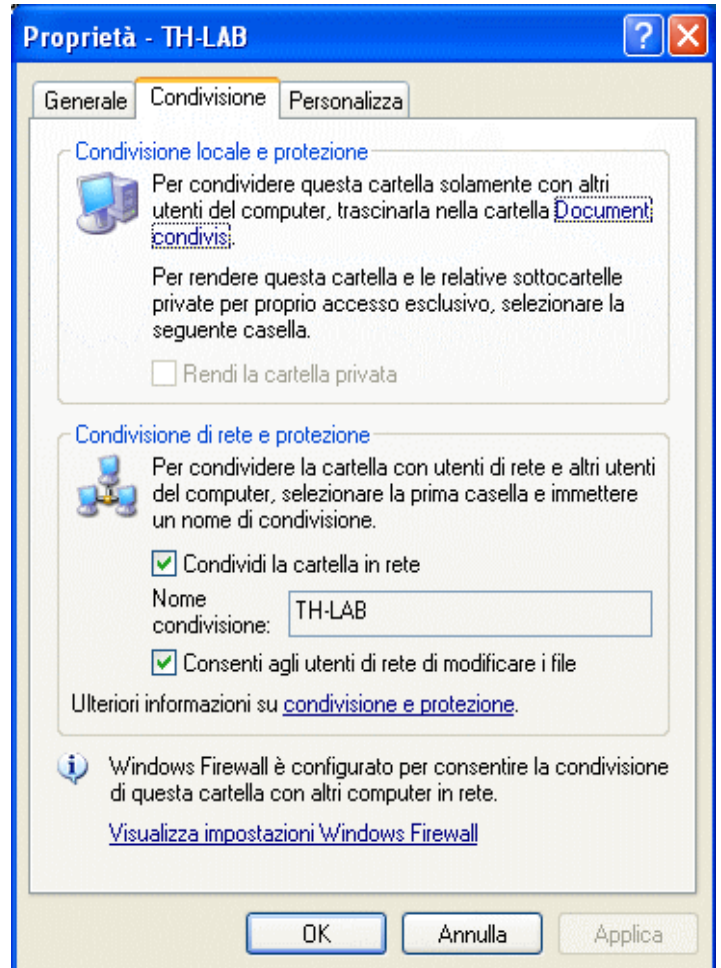 Proprietà - TH-LAB
Generale Condivisione Personalizza
Condivisione locale e protezione
Per condividere questa cartella solamente con altri
utenti del computer, trascinarla nella cartella Document
condivis.
Per rendere questa cartella e le relative sottocartelle
private per proprio accesso esclusivo, selezionare la
seguente casella.
Rendi la cartella privata
Condivisione di rete e protezione
Per condividere la cartella con utenti di rete e altri utenti
del computer, selezionare la prima casella e immettere
un nome di condivisione.
Condividi la cartella in rete
Nome
condivisione:
TH-LAB
Consenti agli utenti di rete di modificare i file
Ulteriori informazioni su condivisione e protezione.
Windows Firewall è configurato per consentire la condivisione
di questa cartella con altri computer in rete.
Visualizza impostazioni Windows Firewall
OK Annulla Applica